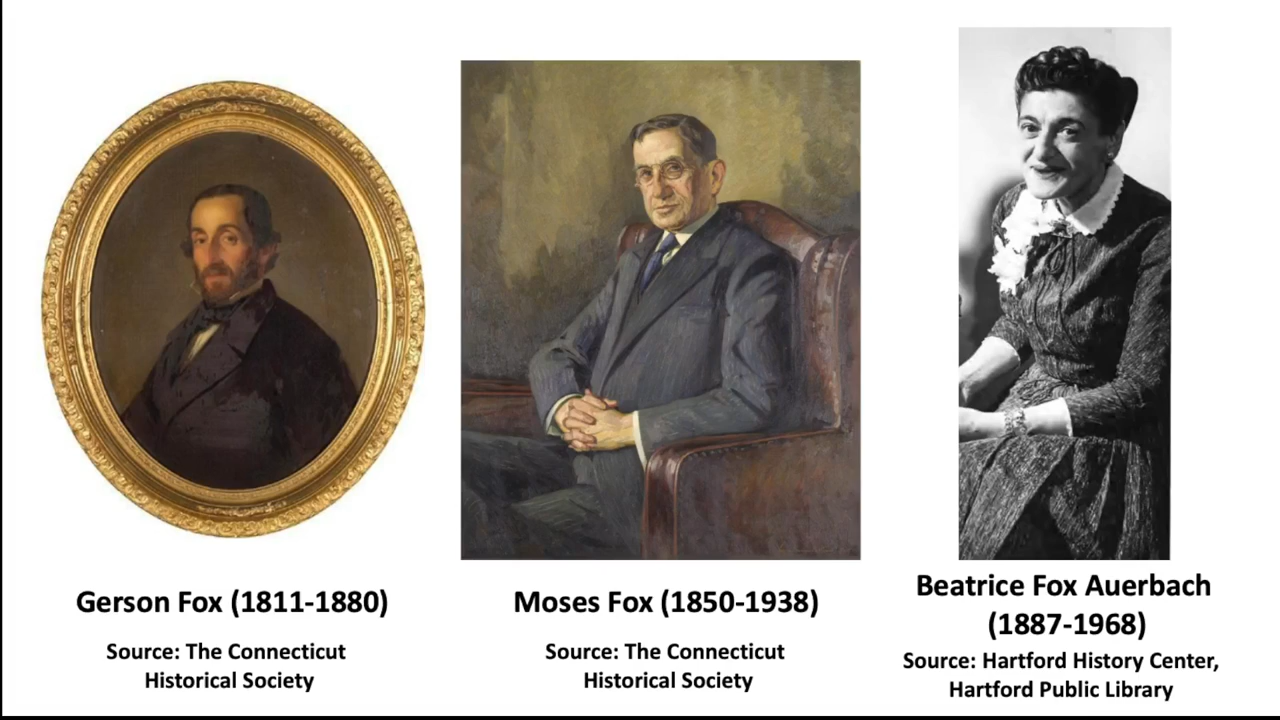 Gerson Fox (1811-1880)
Source: The Connecticut
Historical Society
Moses Fox (1850-1938)
Source: The Connecticut
Historical Society
Beatrice Fox Auerbach
(1887-1968)
Source: Hartford History Center,
Hartford Public Library